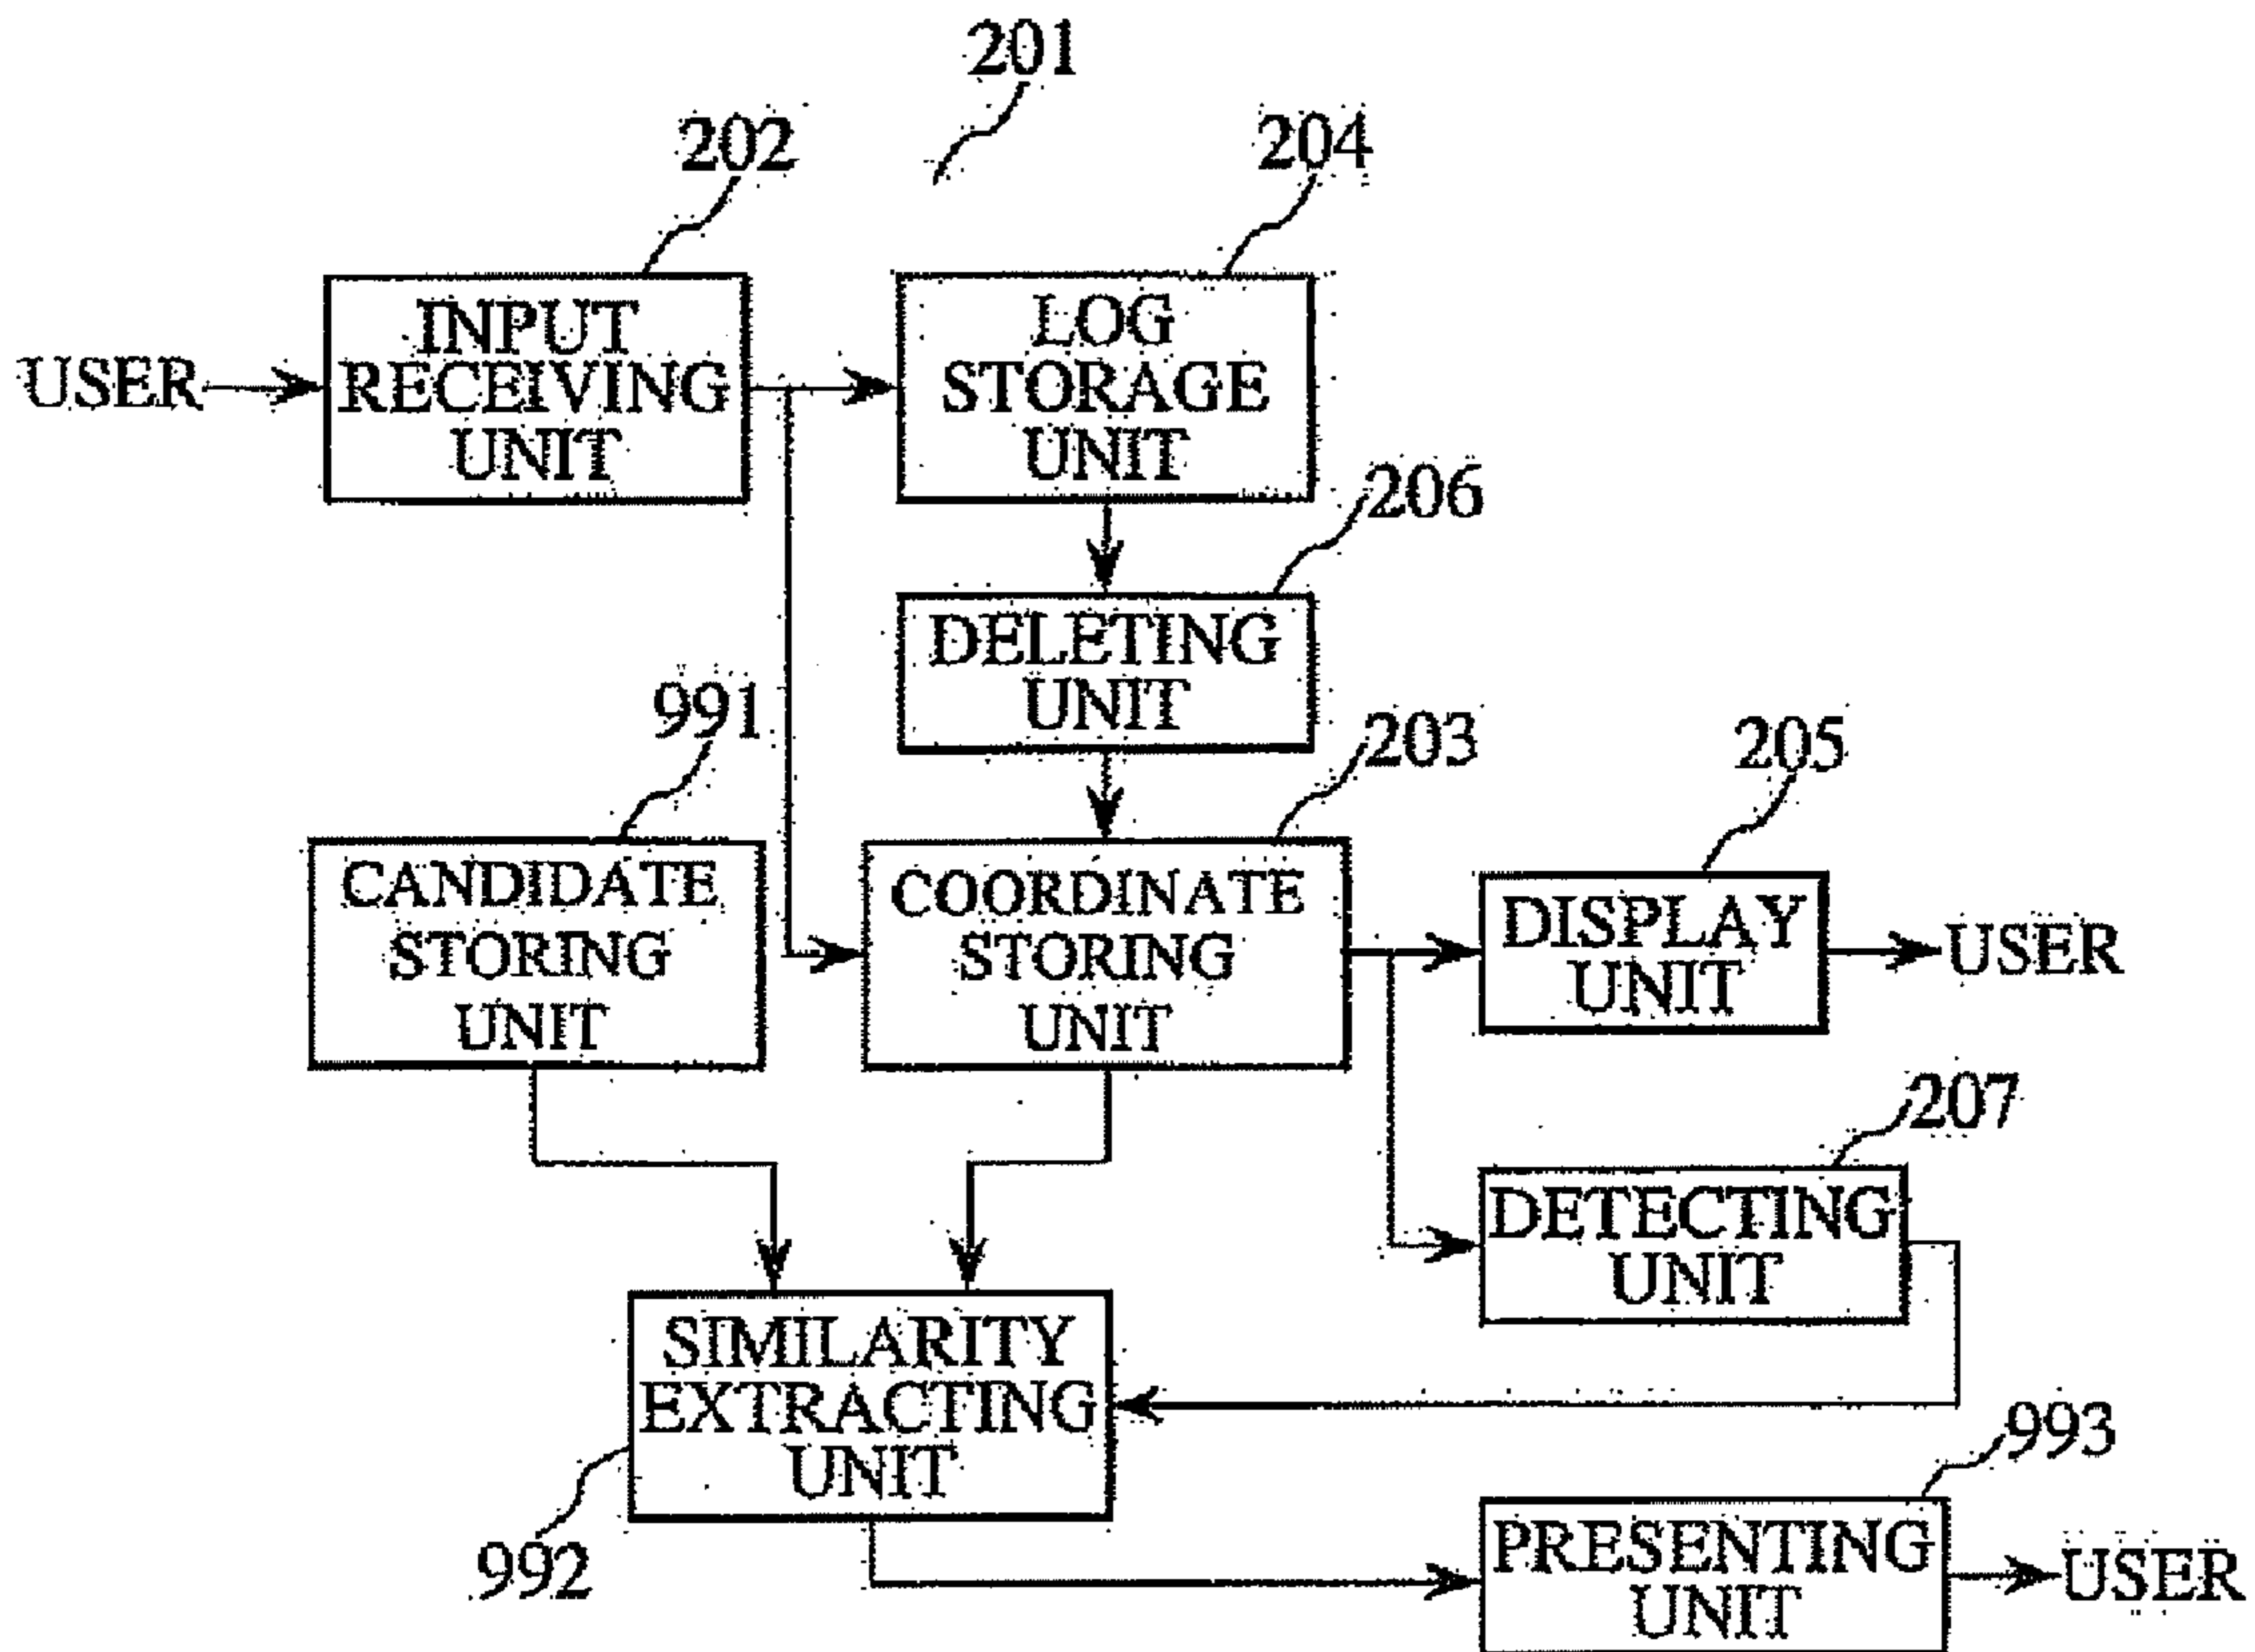 201
202
204
USER
INPUT
RECEIVING
UNIT
LOG
STORAGE
UNIT
206
DELETING
UNIT
991
203
205
CANDIDATE
STORING
UNIT
COORDINATE
STORING
UNIT
DISPLAY
UNIT
USER
207
DETECTING
UNIT
SIMILARITY
EXTRACTING
UNIT
992
993
PRESENTING
UNIT
USER